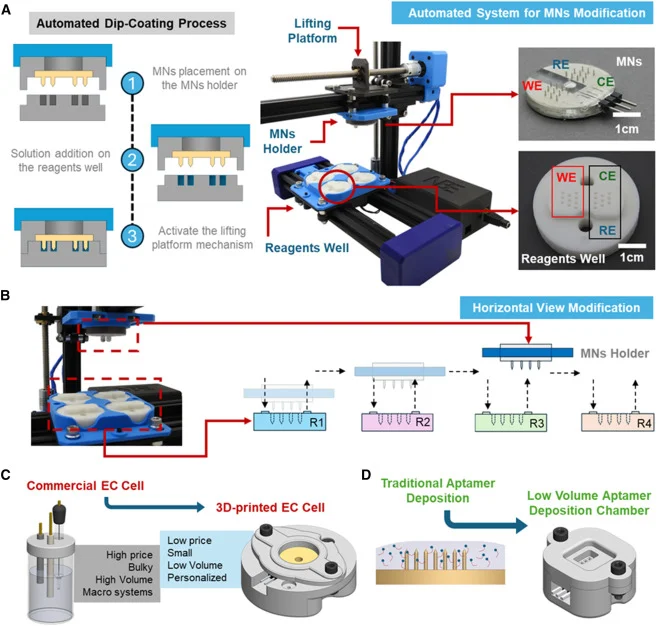 A
Automated Dip-Coating Process
1
MNs placement on
the MNs holder
Solution addition on
the reagents well
2
3
Activate the lifting
platform mechanism
Automated System for MNs Modification
Lifting
Platform
MNs
Holder
Reagents Well
RE
MNs
WE
CE
1cm
WE
CE
RE
Reagents Well
1cm
B
Horizontal View Modification
MNs Holder
R1
R2
R3
R4
C
Commercial EC Cell
3D-printed EC Cell
High price
Bulky
High Volume
Macro systems
Low price
Small
Low Volume
Personalized
D
Traditional Aptamer
Deposition
Low Volume Aptamer
Deposition Chamber